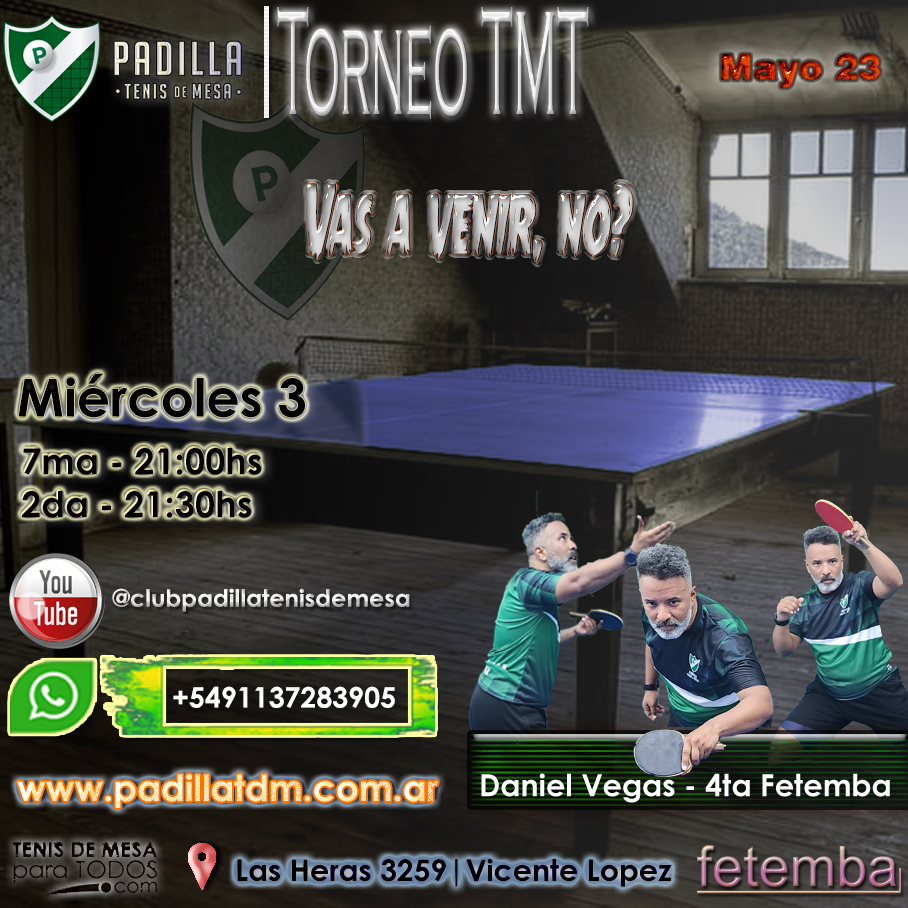 P
PADILLA
• TENIS DE MESA •
TORNEO TMT
Mayo 23
P
VAS A VENIR, NO?
Miércoles 3
7ma - 21:00hs
2da - 21:30hs
You
Tube
@clubpadillatenisdemesa
+5491137283905
www.padillatdm.com.ar
Daniel Vegas - 4ta Fetemba
TENIS DE MESA
para TODOS
.com
Las Heras 3259|Vicente Lopez
fetemba